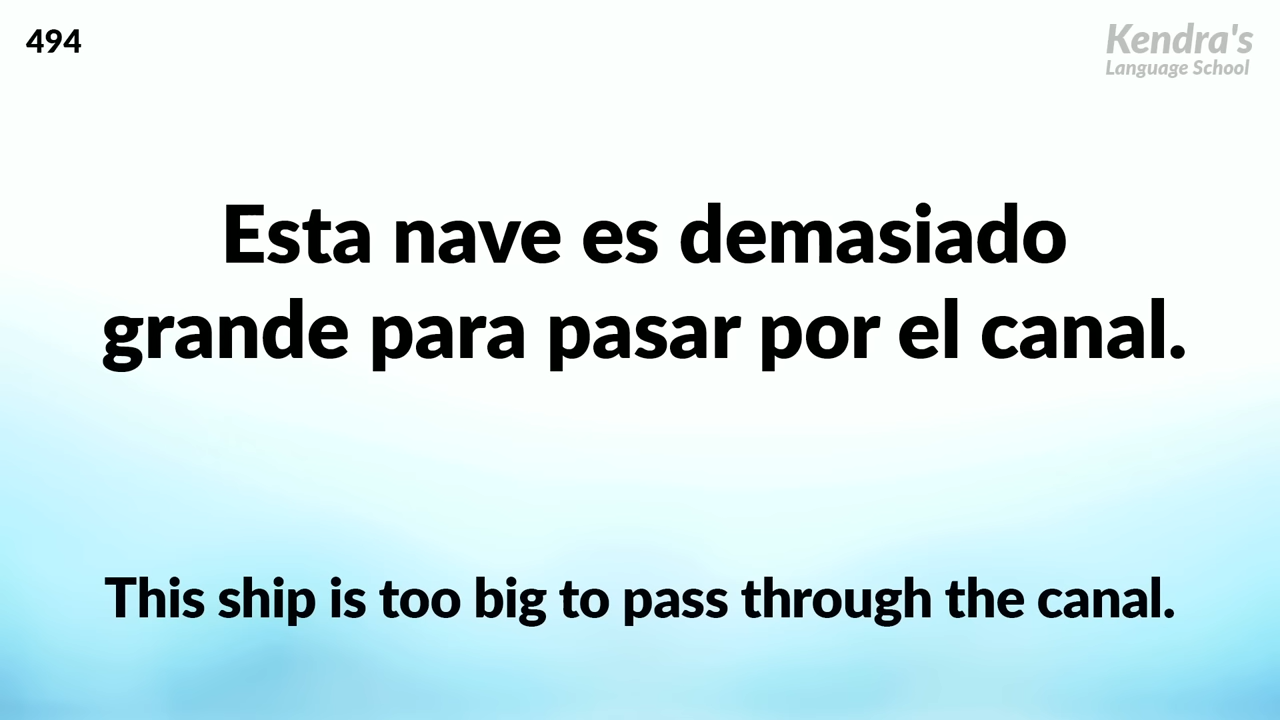 494
Kendra's
Language School
Esta nave es demasiado
grande para pasar por el canal.
This ship is too big to pass through the canal.